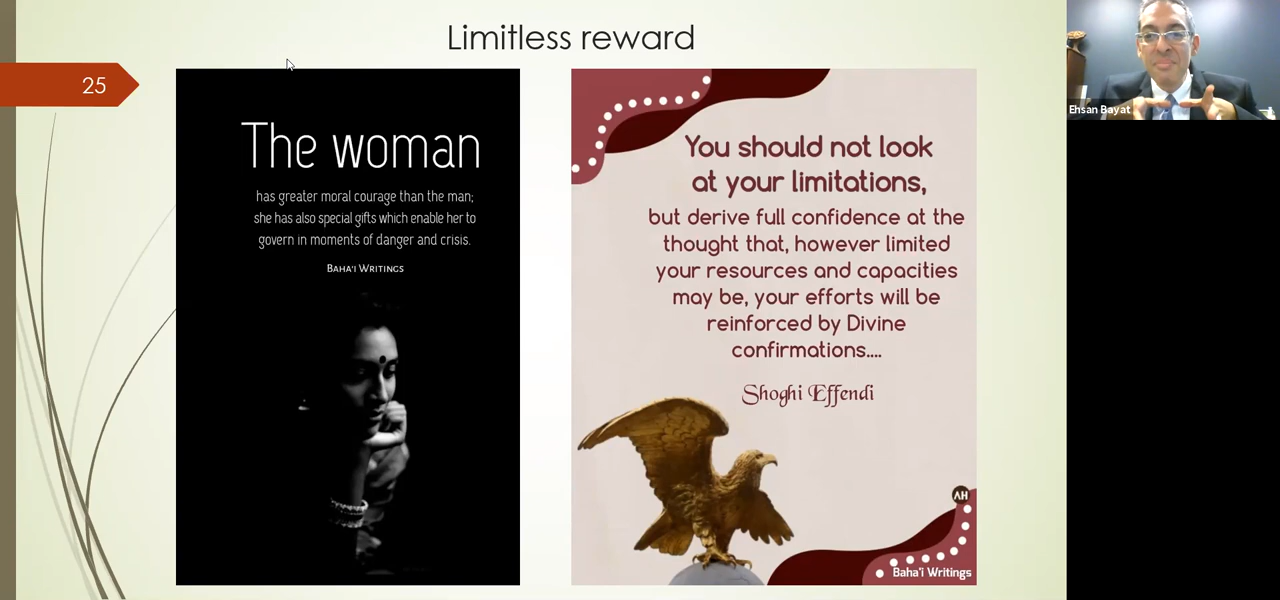 Limitless reward
25
The woman
has greater moral courage than the man;
she has also special gifts which enable her to
govern in moments of danger and crisis.
BAHA'I WRITINGS
You should not look
at your limitations,
but derive full confidence at the
thought that, however limited
your resources and capacities
may be, your efforts will be
reinforced by Divine
confirmations....
Shoghi Effendi
AH
Baha'i Writings
Ehsan Bayat